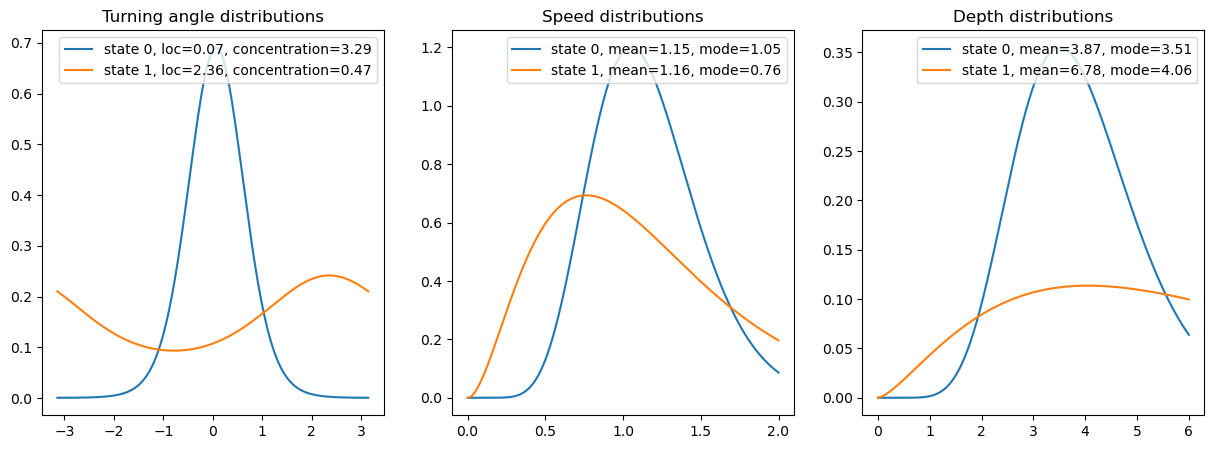 Turning angle distributions
state 0, loc=0.07, concentration=3.29
state 1, loc=2.36, concentration=0.47
0.7
0.6
0.5
0.4
0.3
0.2
0.1
0.0
−3 −2 −1 0 1 2 3
Speed distributions
state 0, mean=1.15, mode=1.05
state 1, mean=1.16, mode=0.76
1.2
1.0
0.8
0.6
0.4
0.2
0.0
0.0 0.5 1.0 1.5 2.0
Depth distributions
state 0, mean=3.87, mode=3.51
state 1, mean=6.78, mode=4.06
0.35
0.30
0.25
0.20
0.15
0.10
0.05
0.00
0 1 2 3 4 5 6